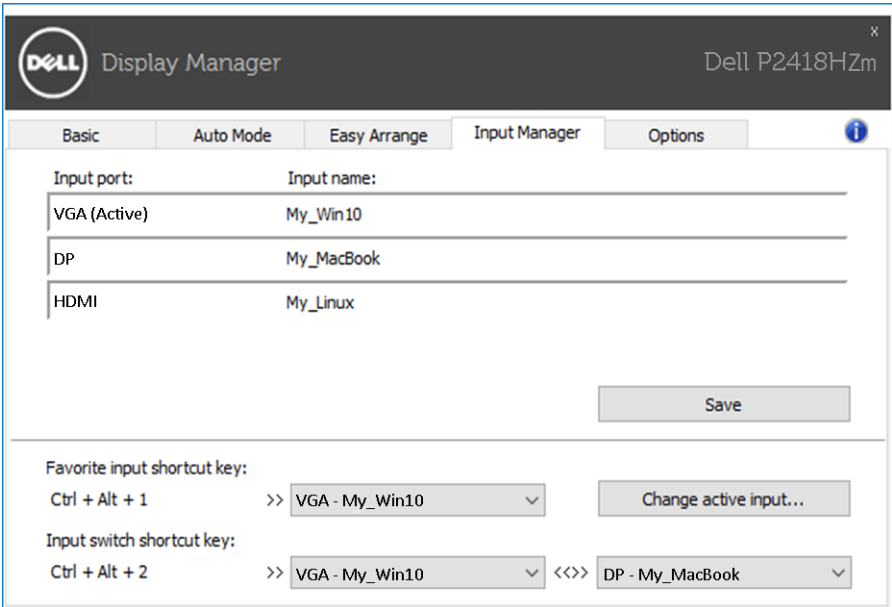 x
DELL Display Manager Dell P2418HZm
Basic Auto Mode Easy Arrange Input Manager Options i
Input port: Input name:
VGA (Active) My_Win10
DP My_MacBook
HDMI My_Linux
Save
Favorite input shortcut key:
Ctrl + Alt + 1 >> VGA - My_Win10 Change active input...
Input switch shortcut key:
Ctrl + Alt + 2 >> VGA - My_Win10 <<>> DP - My_MacBook